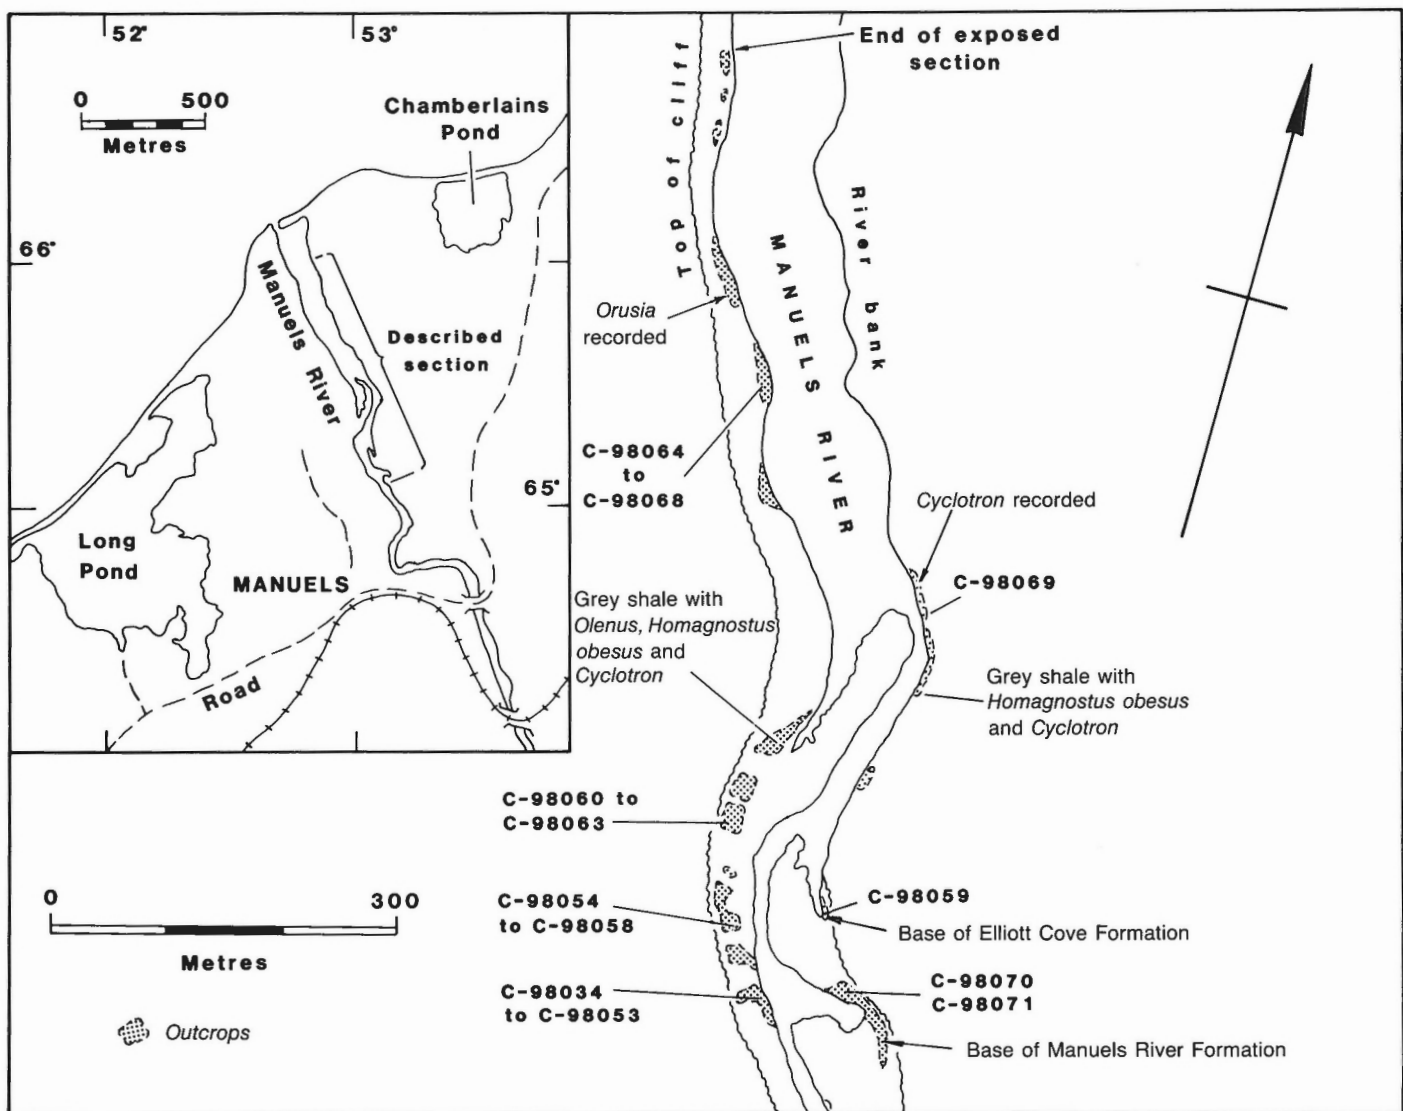 52°
53°
0 500
Metres
Chamberlains
Pond
66°
Manuels River
Described
section
65°
Long
Pond
MANUELS
Road
End of exposed
section
Top of cliff
River bank
MANUELS RIVER
Orusia
recorded
C-98064
to
C-98068
Cyclotron recorded
C-98069
Grey shale with
Olenus, Homagnostus
obesus and
Cyclotron
Grey shale with
Homagnostus obesus
and Cyclotron
C-98060 to
C-98063
C-98054
to C-98058
C-98059
Base of Elliott Cove Formation
C-98034
to C-98053
C-98070
C-98071
Base of Manuels River Formation
0 300
Metres
Outcrops